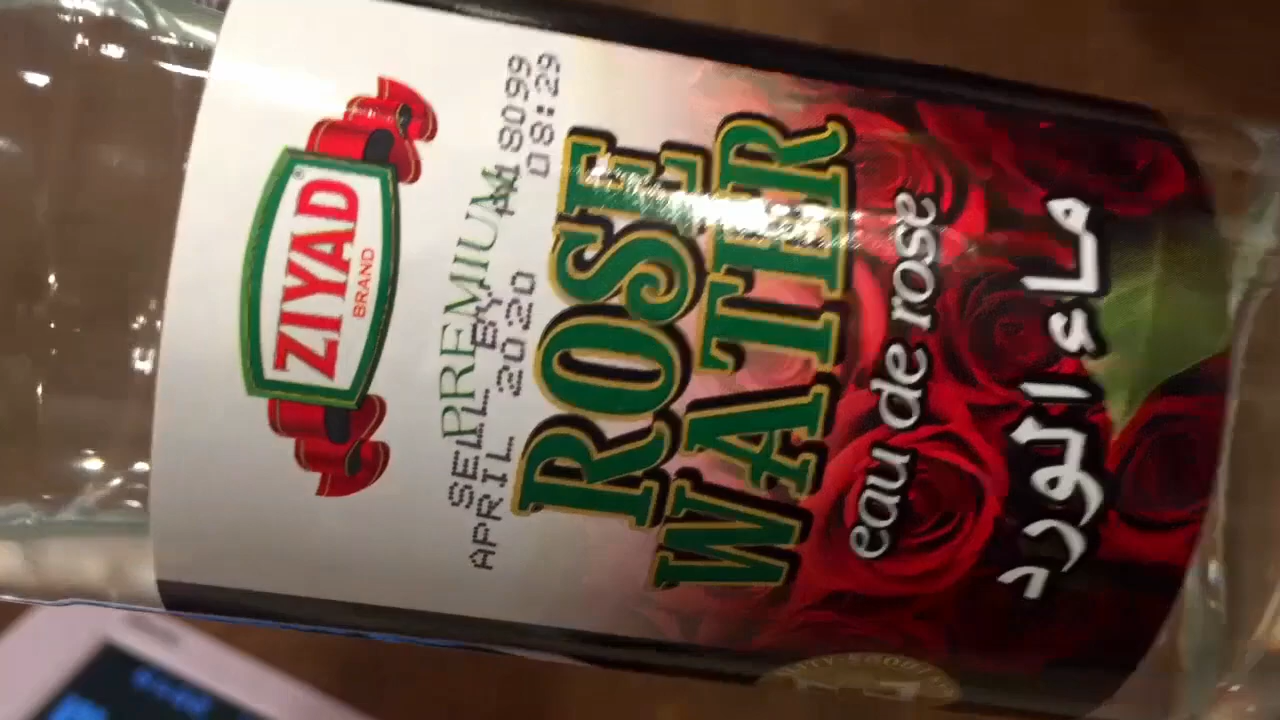 ZIYAD
®
BRAND
PREMIUM
SELL BY
A18099
APRIL 2020
08:29
ROSE
WATER
eau de rose
ماء الورد